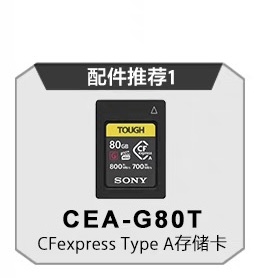 配件推荐1
TOUGH
80GB
800MB/s 700MB/s
SONY
CEA-G80T
CFexpress Type A存储卡